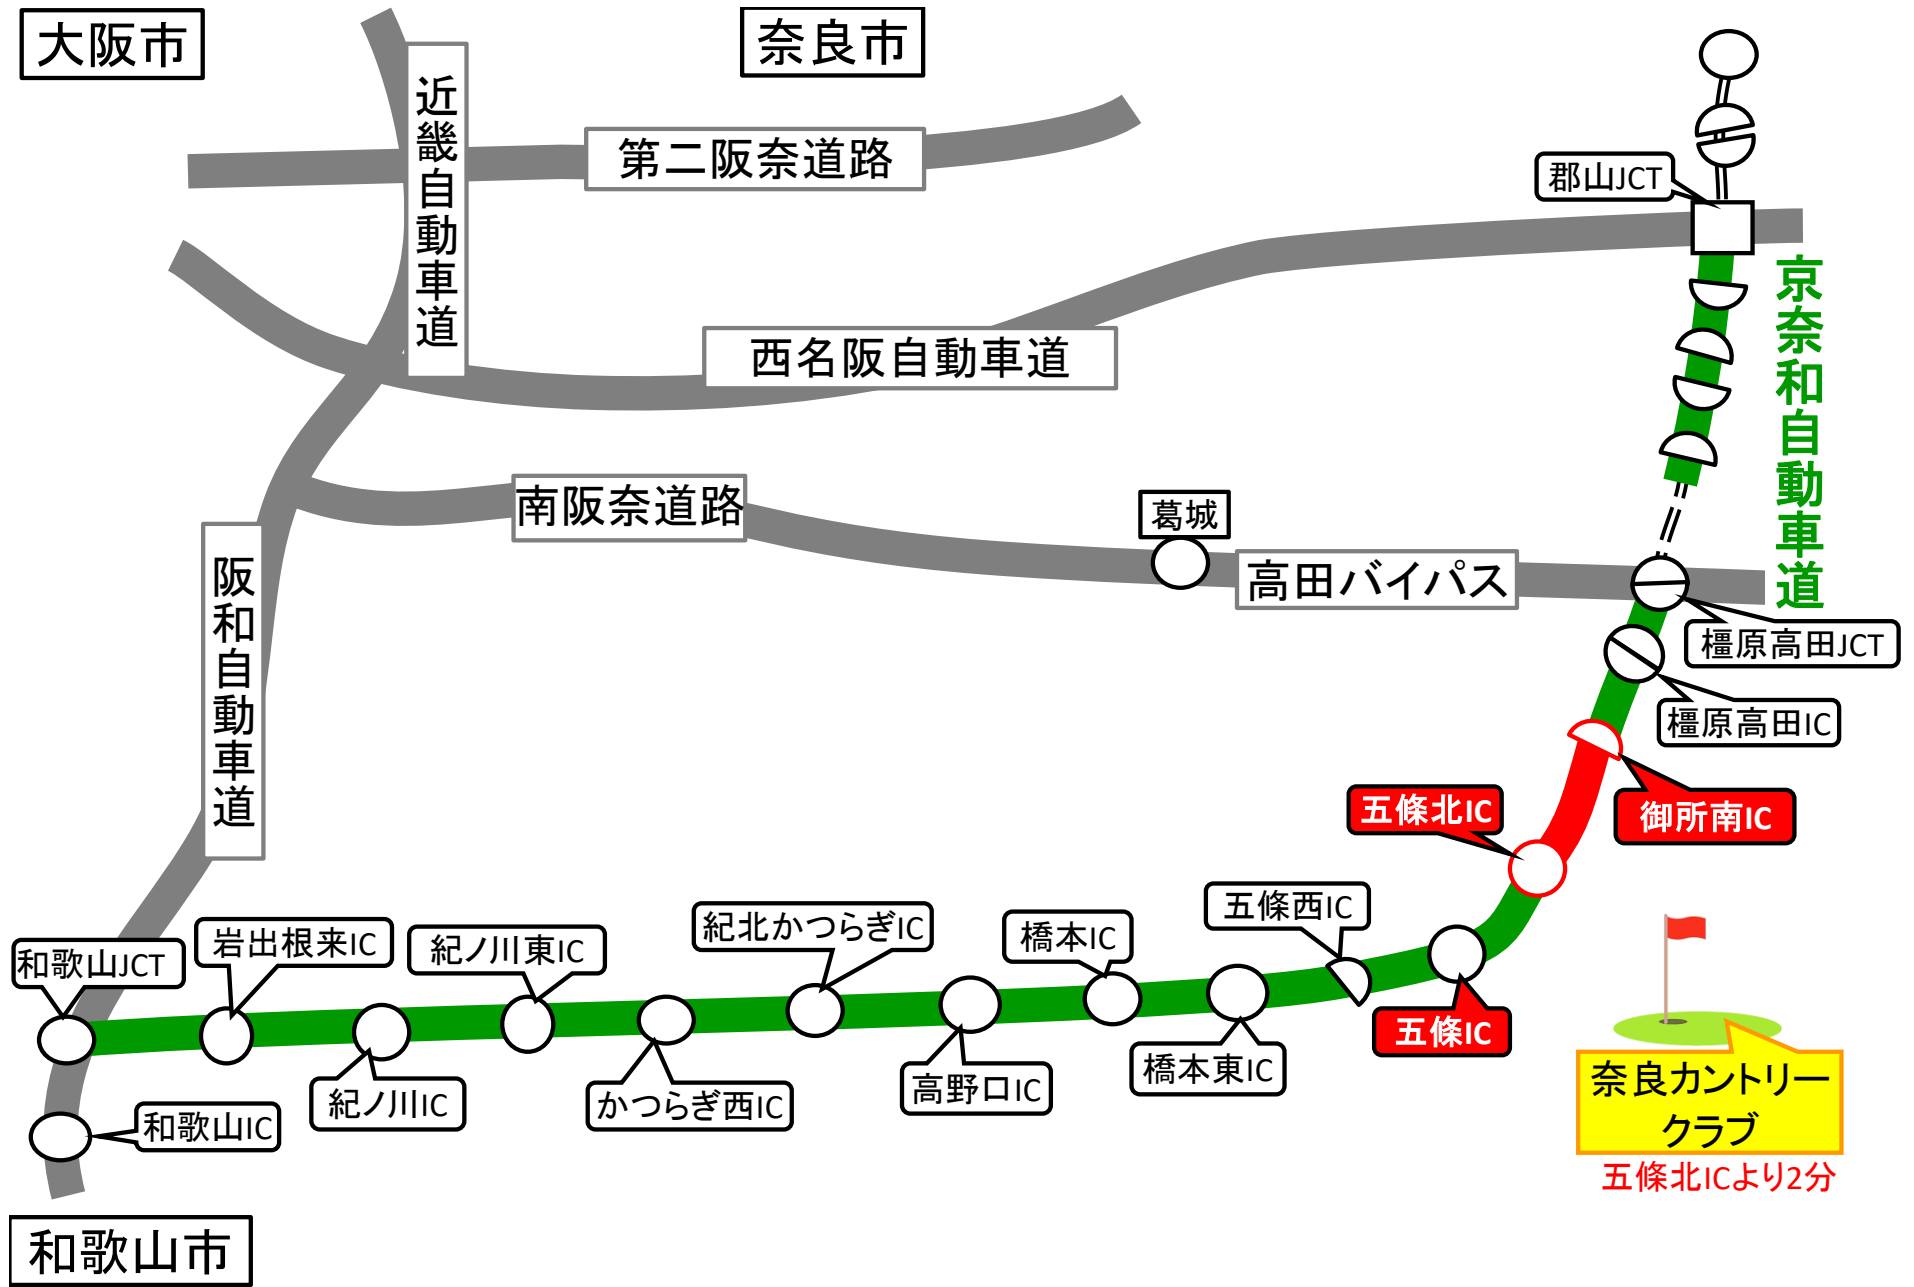 大阪市
奈良市
近畿自動車道
第二阪奈道路
郡山JCT
京奈和自動車道
西名阪自動車道
南阪奈道路
葛城
高田バイパス
阪和自動車道
橿原高田JCT
橿原高田IC
御所南IC
五條北IC
五條西IC
五條IC
橋本IC
橋本東IC
紀北かつらぎIC
高野口IC
紀ノ川東IC
かつらぎ西IC
岩出根来IC
紀ノ川IC
和歌山JCT
和歌山IC
奈良カントリー
クラブ
五條北ICより2分
和歌山市